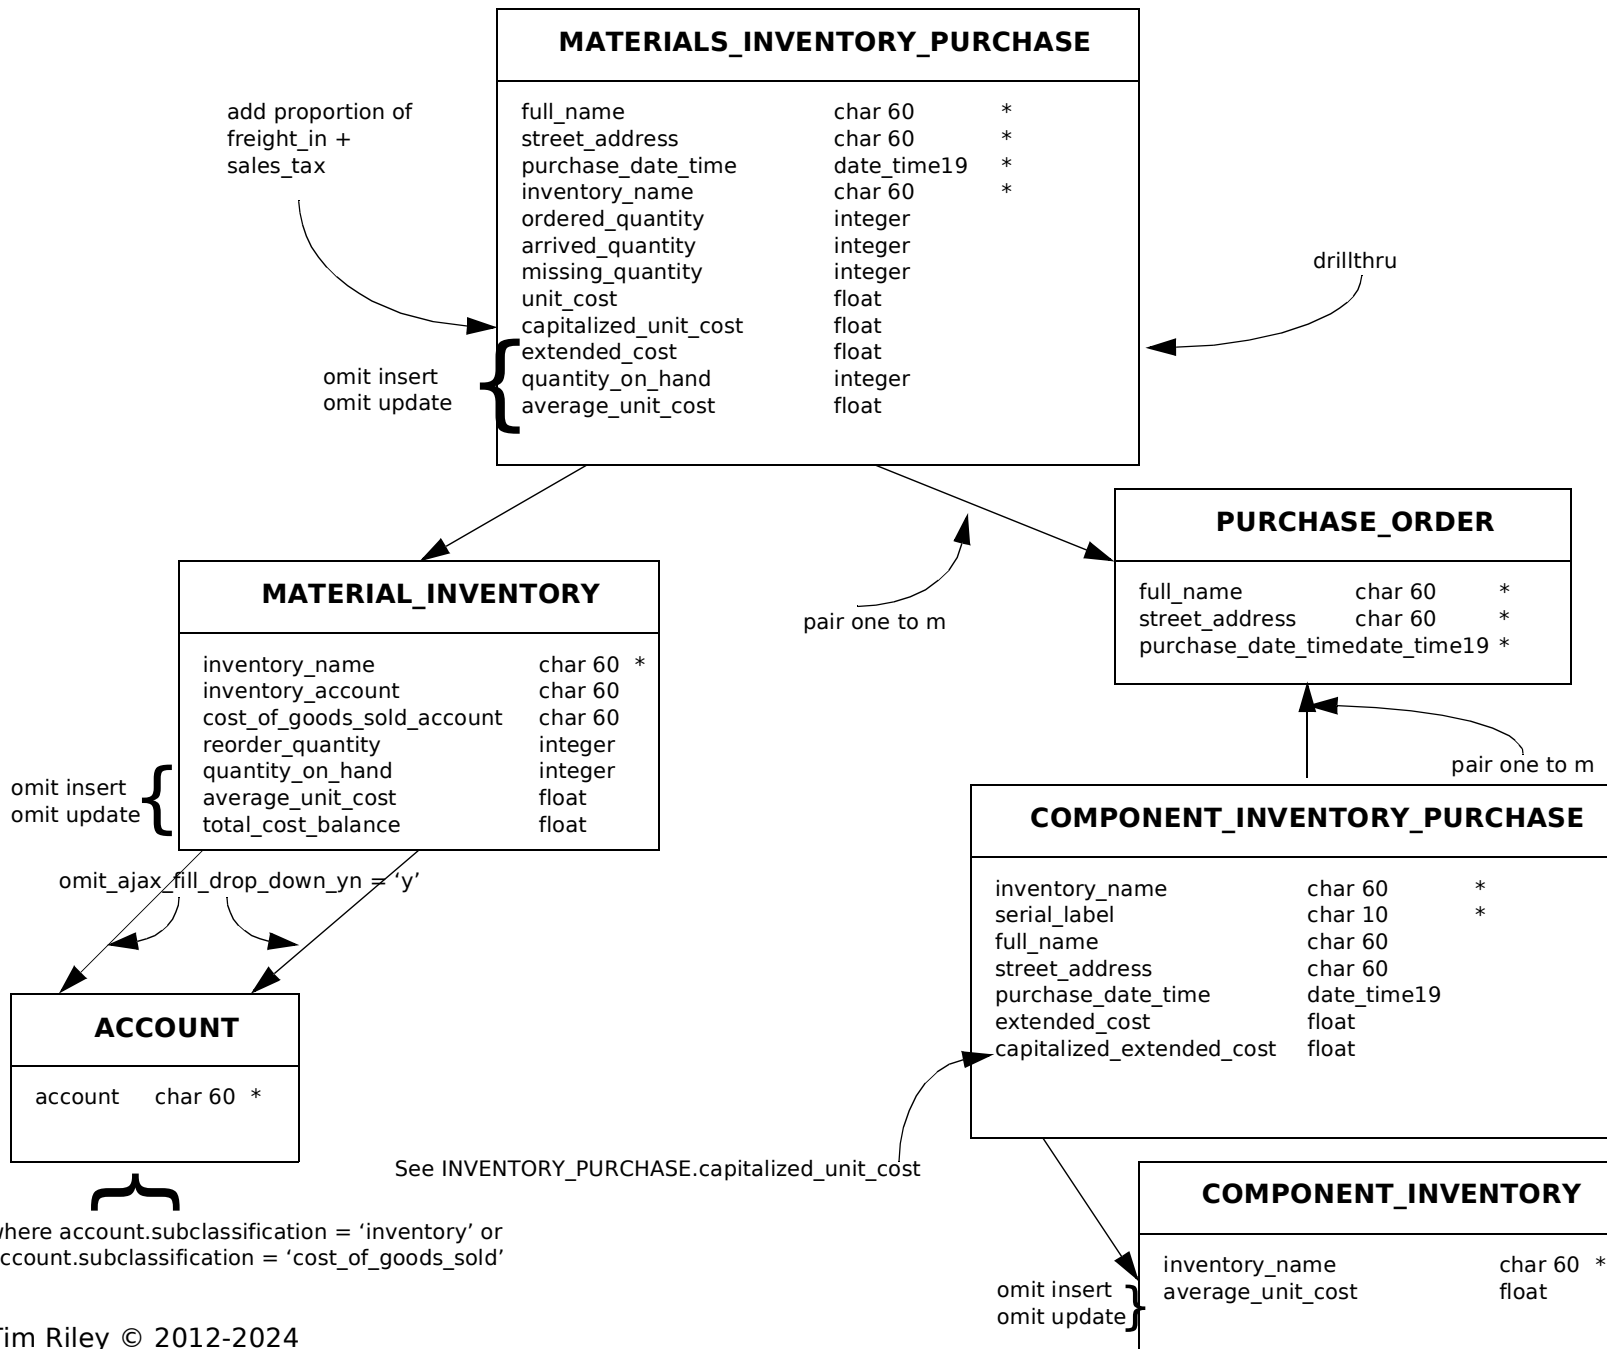 MATERIALS_INVENTORY_PURCHASE
add proportion of
freight_in +
sales_tax
full_name char 60 *
street_address char 60 *
purchase_date_time date_time19 *
inventory_name char 60 *
ordered_quantity integer
arrived_quantity integer
missing_quantity integer
unit_cost float
capitalized_unit_cost float
extended_cost float
quantity_on_hand integer
average_unit_cost float
omit insert
omit update
drillthru
pair one to m
PURCHASE_ORDER
full_name char 60 *
street_address char 60 *
purchase_date_timedate_time19 *
MATERIAL_INVENTORY
inventory_name char 60 *
inventory_account char 60
cost_of_goods_sold_account char 60
reorder_quantity integer
quantity_on_hand integer
average_unit_cost float
total_cost_balance float
omit insert
omit update
pair one to m
omit_ajax_fill_drop_down_yn = ‘y’
COMPONENT_INVENTORY_PURCHASE
inventory_name char 60 *
serial_label char 10 *
full_name char 60
street_address char 60
purchase_date_time date_time19
extended_cost float
capitalized_extended_cost float
ACCOUNT
account char 60 *
See INVENTORY_PURCHASE.capitalized_unit_cost
where account.subclassification = ‘inventory’ or
account.subclassification = ‘cost_of_goods_sold’
COMPONENT_INVENTORY
inventory_name char 60 *
average_unit_cost float
omit insert
omit update
Tim Riley © 2012-2024